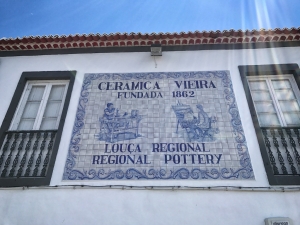 CERAMICA VIEIRA
FUNDADA 1862
LOUÇA REGIONAL
REGIONAL POTTERY